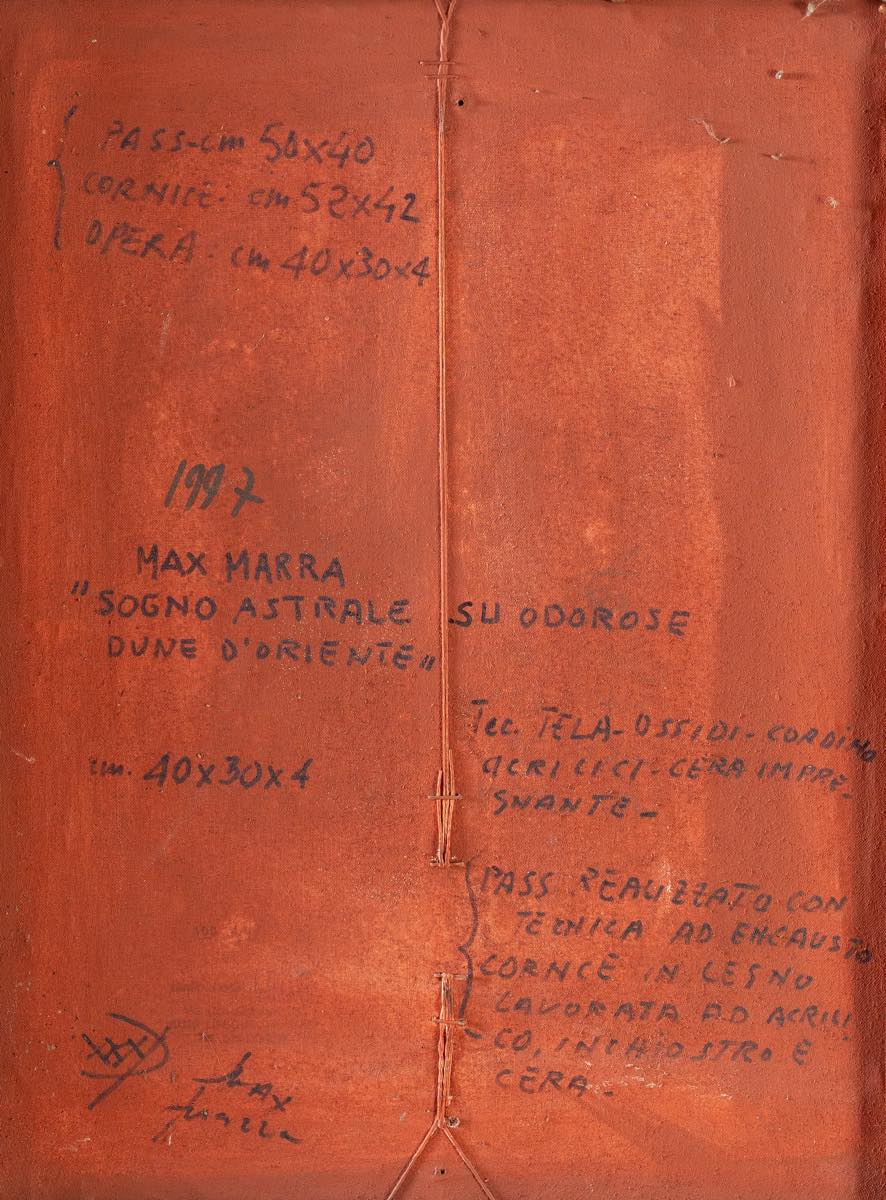 PASS-cm 50x40
CORNICE. cm 52x42
OPERA. cm 40x30x4
1997
MAX MARRA
"SOGNO ASTRALE SU ODOROSE
DUNE D'ORIENTE"
cm. 40x30x4
Tec. TELA-OSSIDI-CORDINO
ACRILICI-CERA IMPRE-
GNANTE-
PASS REALIZZATO CON
TECNICA AD ENCAUSTO
CORNICE IN LEGNO
LAVORATA AD ACRILI
CO, INCHIOSTRO E
CERA-
Max
Marra